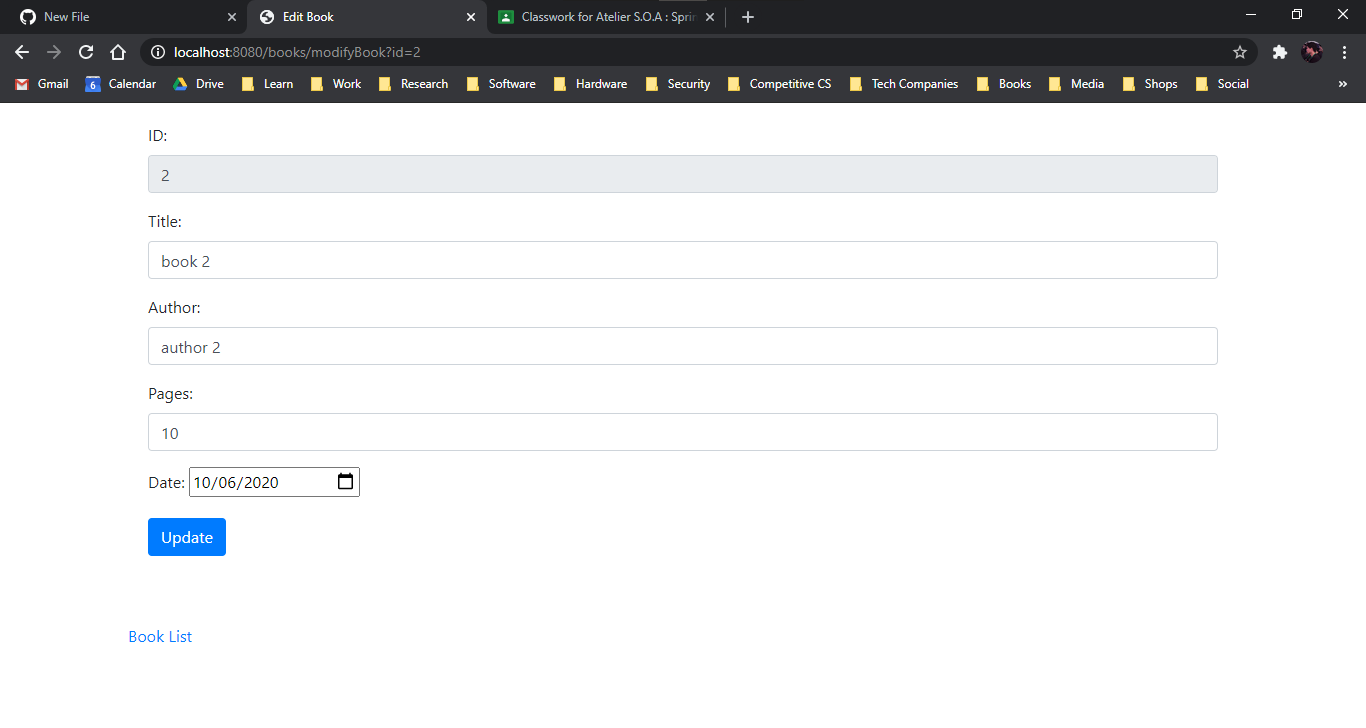 New File
Edit Book
Classwork for Atelier S.O.A : Sprin
localhost:8080/books/modifyBook?id=2
Gmail 6 Calendar Drive Learn Work Research Software Hardware Security Competitive CS Tech Companies Books Media Shops Social »
ID:
2
Title:
book 2
Author:
author 2
Pages:
10
Date: 10/06/2020
Update
Book List